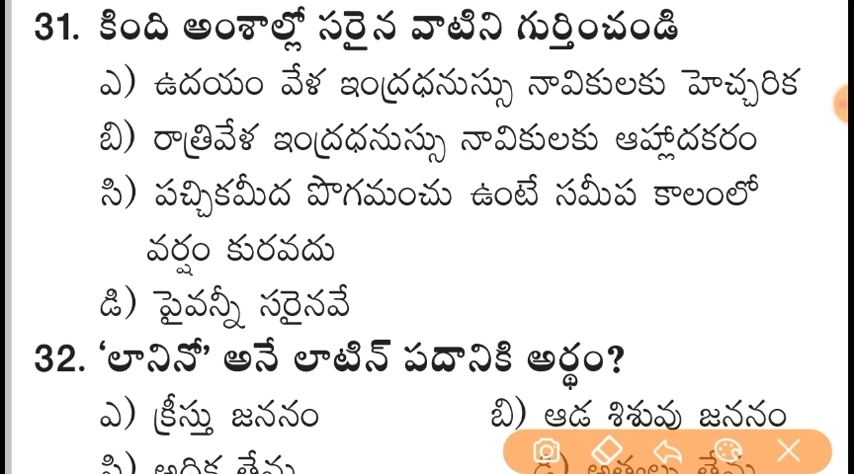 31. కింది అంశాల్లో సరైన వాటిని గుర్తించండి
ఎ) ఉదయం వేళ ఇంద్రధనుస్సు నావికులకు హెచ్చరిక
బి) రాత్రివేళ ఇంద్రధనుస్సు నావికులకు ఆహ్లాదకరం
సి) పచ్చికమీద పొగమంచు ఉంటే సమీప కాలంలో
వర్షం కురవదు
డి) పైవన్నీ సరైనవే
32. ‘లానినో’ అనే లాటిన్ పదానికి అర్థం?
ఎ) క్రీస్తు జననం బి) ఆడ శిశువు జననం
సి) అధిక తేమ